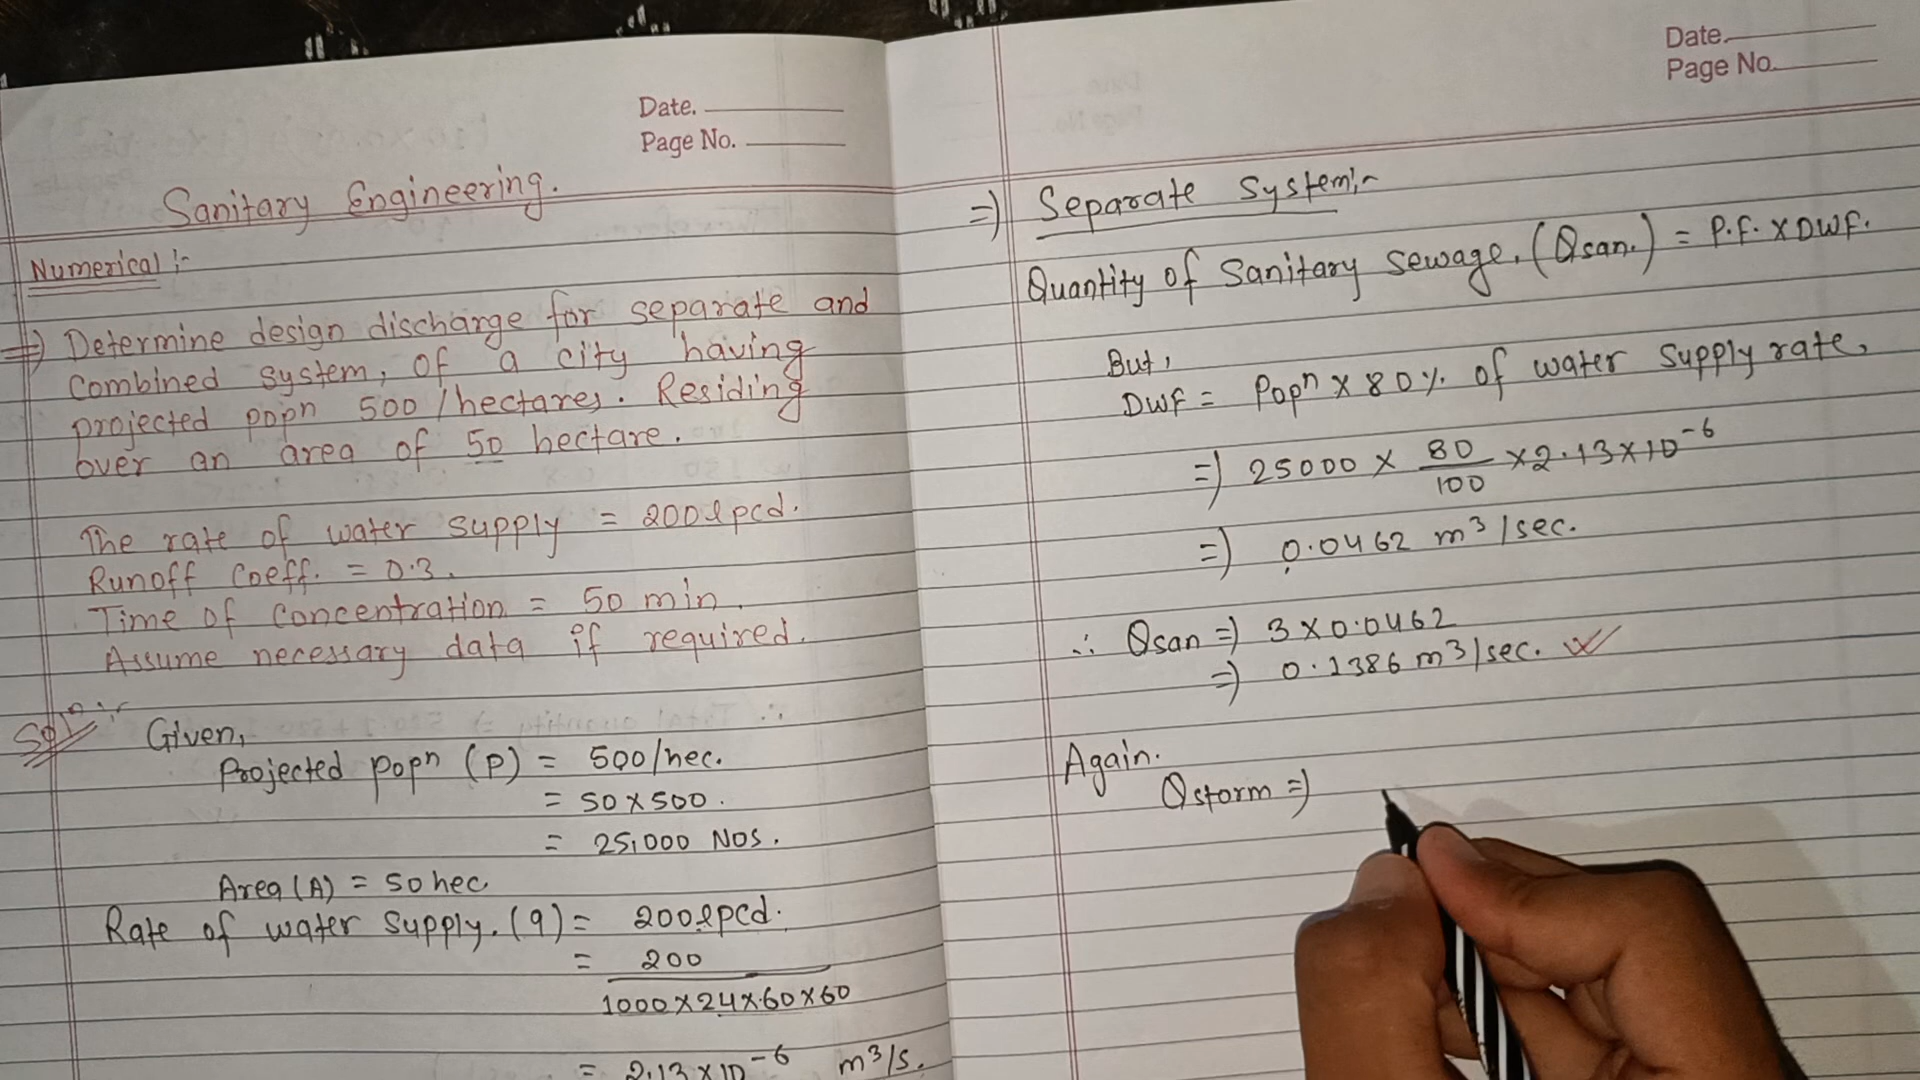 Date.
Page No.
Sanitary Engineering.
Numerical :-
⇒) Determine design discharge for separate and
combined system, of a city having
projected popn 500/hectares. Residing
over an area of 50 hectare.
The rate of water supply = 200lpcd.
Runoff coeff. = 0.3.
Time of concentration = 50 min.
Assume necessary data if required.
Soln:-
Given,
Projected popn (P) = 500/hec.
= 50 x 500.
= 25,000 Nos.
Area (A) = 50 hec
Rate of water supply. (q) = 200lpcd.
= 200
1000 x 24 x 60 x 60
= 2.13 x 10^-6 m3/s.
Date.
Page No.
=) Separate System:-
Quantity of Sanitary sewage. (Qsan.) = P.f. x DWF.
But,
DWF = Popn x 80% of water supply rate.
=) 25000 x 80/100 x 2.13 x 10^-6
=) 0.0462 m3/sec.
∴ Qsan =) 3 x 0.0462
=) 0.1386 m3/sec.
Again.
Qstorm =)